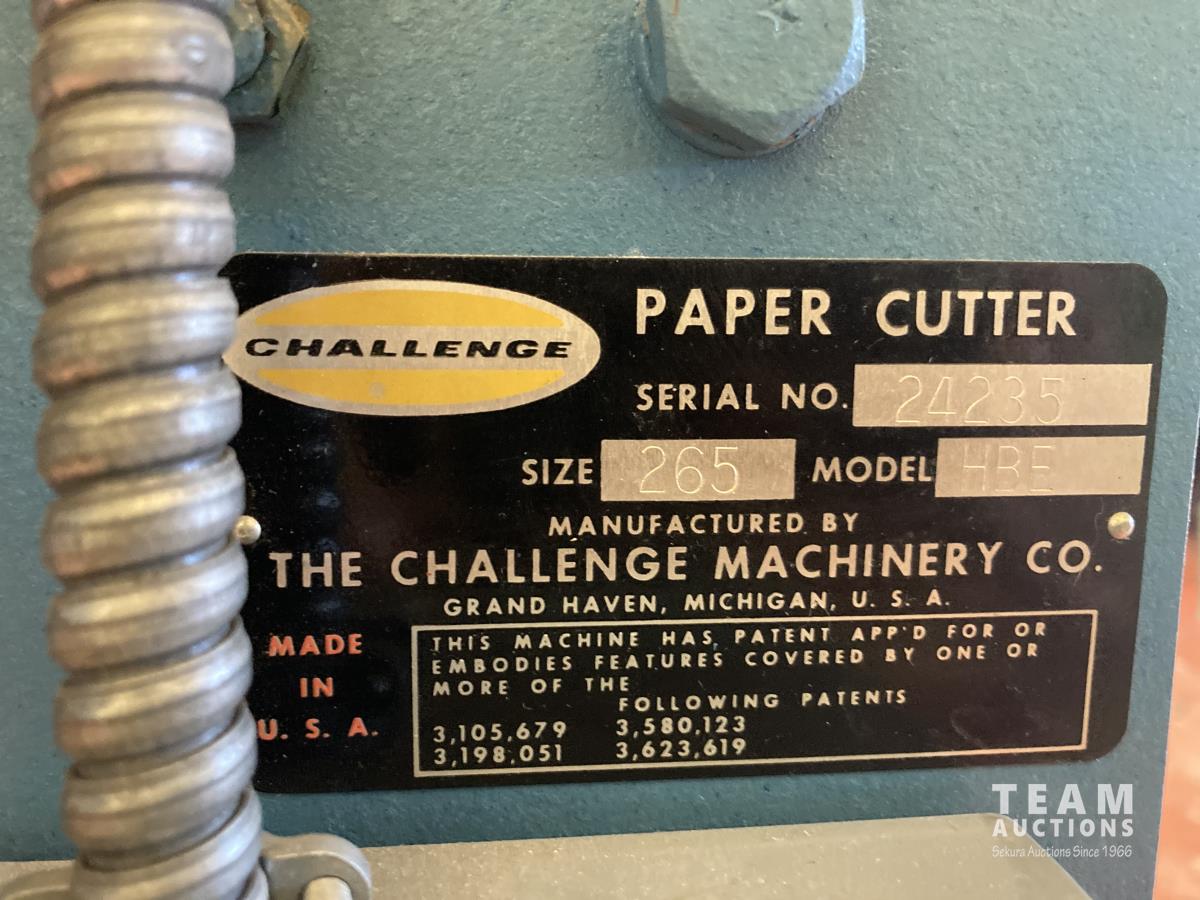 CHALLENGE
PAPER CUTTER
SERIAL NO. 24235
SIZE 265 MODEL HBE
MANUFACTURED BY
THE CHALLENGE MACHINERY CO.
GRAND HAVEN, MICHIGAN, U. S. A.
MADE
IN
U. S. A.
THIS MACHINE HAS PATENT APP'D FOR OR
EMBODIES FEATURES COVERED BY ONE OR
MORE OF THE
FOLLOWING PATENTS
3,105,679 3,580,123
3,198,051 3,623,619
TEAM
AUCTIONS
Sekura Auctions Since 1966